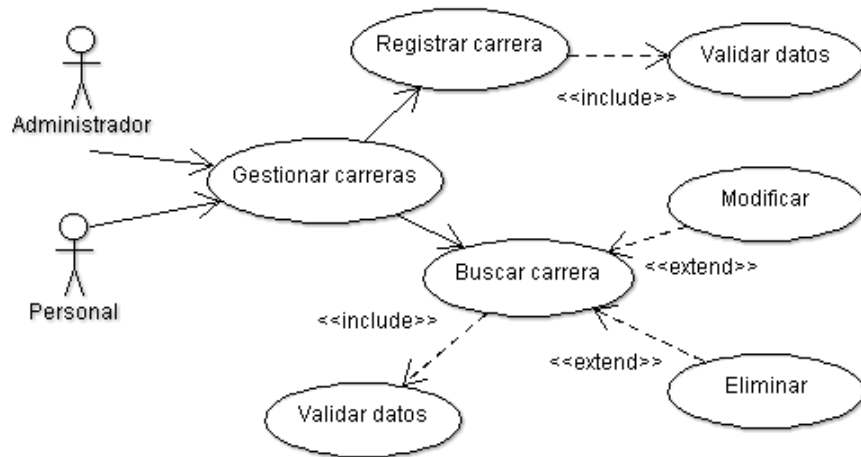 Registrar carrera
Validar datos
<<include>>
Administrador
Gestionar carreras
Modificar
Buscar carrera
<<extend>>
Personal
<<include>>
<<extend>>
Eliminar
Validar datos